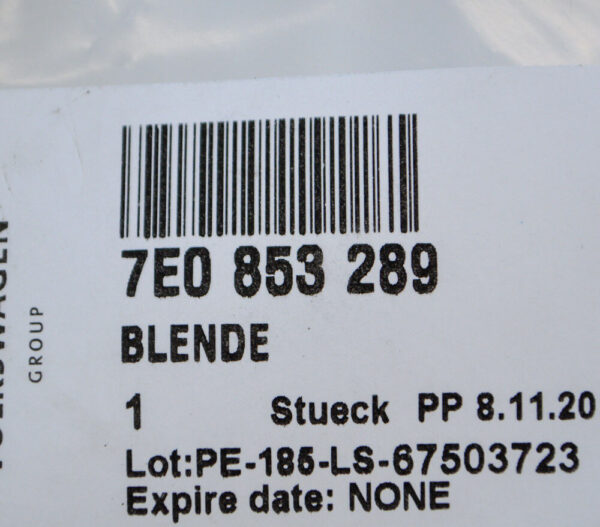 7E0 853 289
BLENDE
1 Stueck PP 8.11.20
Lot:PE-185-LS-67503723
Expire date: NONE
GROUP